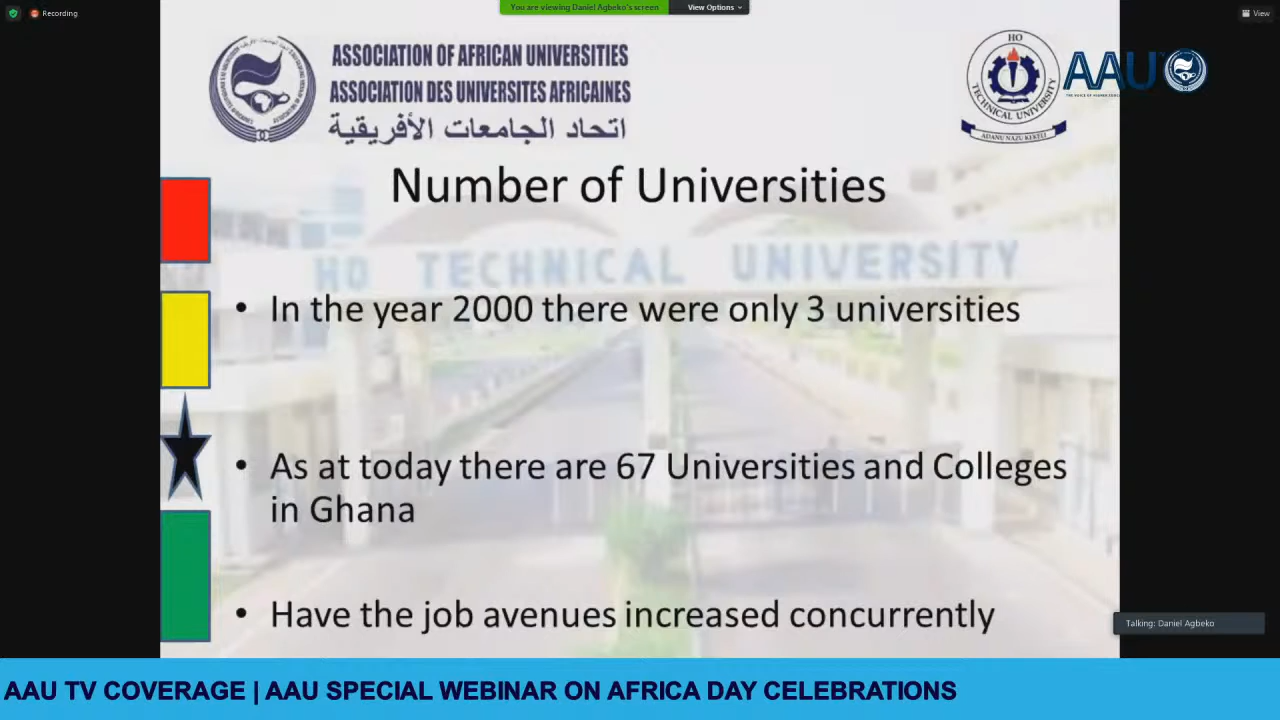 Recording
You are viewing Daniel Agbeko's screen
View Options
View
ASSOCIATION OF AFRICAN UNIVERSITIES
ASSOCIATION DES UNIVERSITES AFRICAINES
اتحاد الجامعات الأفريقية
HO
TECHNICAL UNIVERSITY
ADANU NAZU KEKELI
AAU
Number of Universities
HO TECHNICAL UNIVERSITY
• In the year 2000 there were only 3 universities
• As at today there are 67 Universities and Colleges
in Ghana
• Have the job avenues increased concurrently
Talking: Daniel Agbeko
AAU TV COVERAGE | AAU SPECIAL WEBINAR ON AFRICA DAY CELEBRATIONS